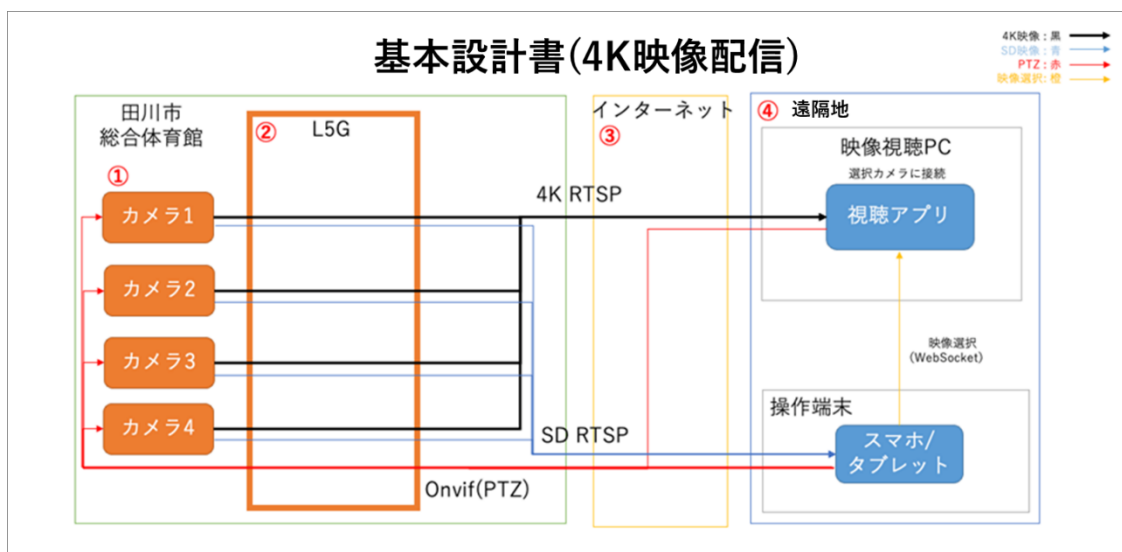 基本設計書(4K映像配信)
4K映像：黒
SD映像：青
PTZ：赤
映像選択: 橙
田川市
総合体育館
①
カメラ1
カメラ2
カメラ3
カメラ4
②
L5G
インターネット
③
4K RTSP
SD RTSP
Onvif(PTZ)
④ 遠隔地
映像視聴PC
選択カメラに接続
視聴アプリ
映像選択
(WebSocket)
操作端末
スマホ/
タブレット